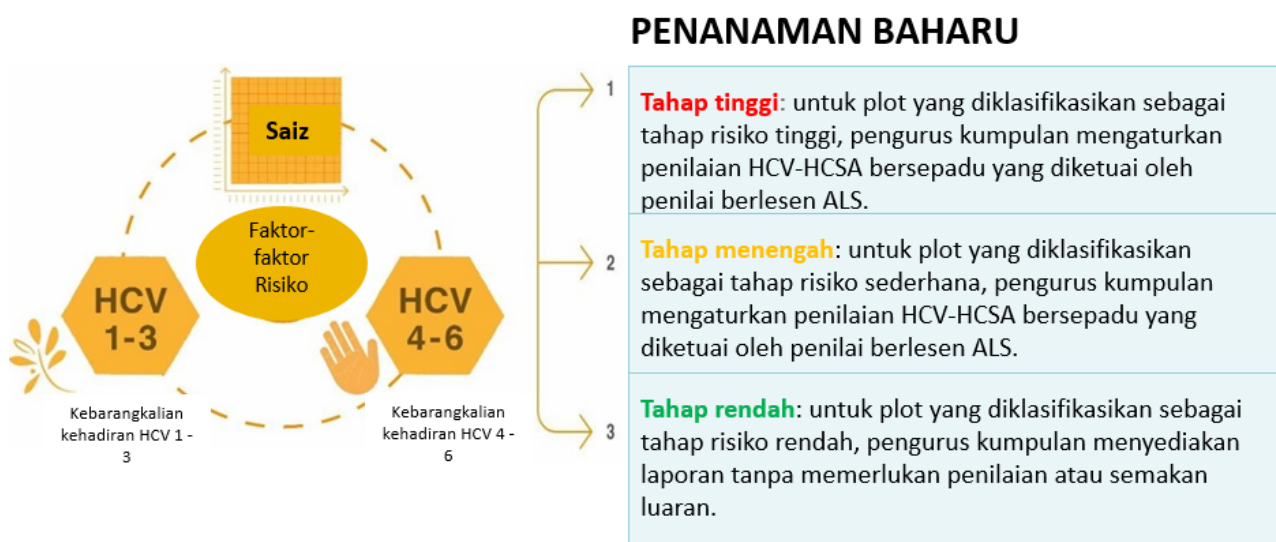 PENANAMAN BAHARU
Saiz
Faktor-
faktor
Risiko
HCV
1-3
HCV
4-6
Kebarangkalian
kehadiran HCV 1 -
3
Kebarangkalian
kehadiran HCV 4 -
6
1
Tahap tinggi: untuk plot yang diklasifikasikan sebagai
tahap risiko tinggi, pengurus kumpulan mengaturkan
penilaian HCV-HCSA bersepadu yang diketuai oleh
penilai berlesen ALS.
2
Tahap menengah: untuk plot yang diklasifikasikan
sebagai tahap risiko sederhana, pengurus kumpulan
mengaturkan penilaian HCV-HCSA bersepadu yang
diketuai oleh penilai berlesen ALS.
3
Tahap rendah: untuk plot yang diklasifikasikan sebagai
tahap risiko rendah, pengurus kumpulan menyediakan
laporan tanpa memerlukan penilaian atau semakan
luaran.